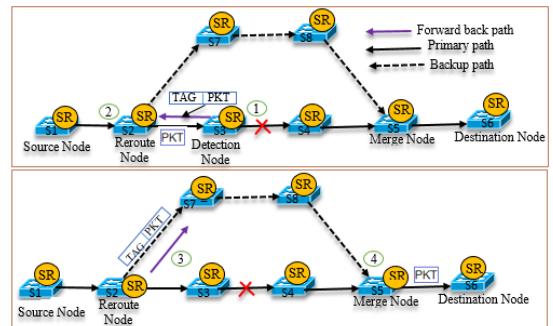 SR
S7
SR
S8
Forward back path
Primary path
Backup path
TAG PKT
2
1
SR
S1
SR
S2
SR
S3
SR
S4
SR
S5
SR
S6
Source Node
Reroute
Node
PKT
Detection
Node
Merge Node
Destination Node
SR
S7
SR
S8
TAG PKT
3
4
SR
S1
S2
SR
SR
S3
SR
S4
SR
S5
PKT
SR
S6
Source Node
Reroute
Node
Merge Node
Destination Node